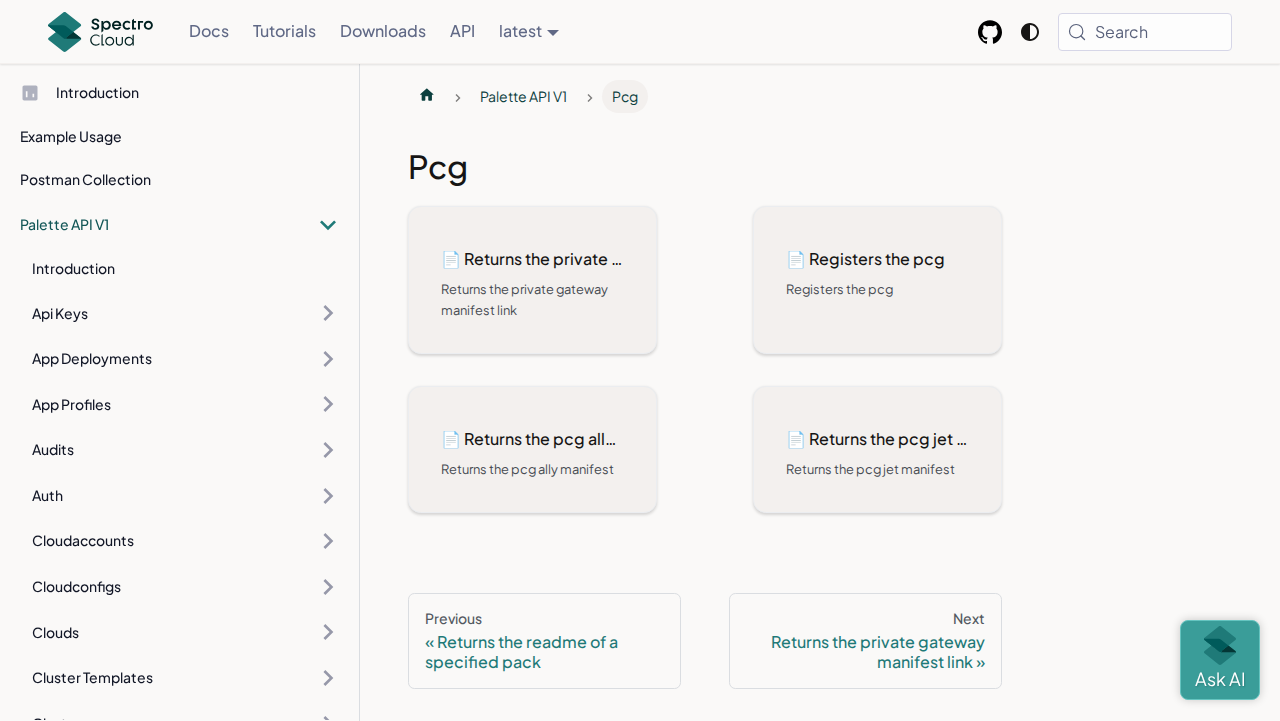 Spectro
Cloud
Docs
Tutorials
Downloads
API
latest
Search
Introduction
Example Usage
Postman Collection
Palette API V1
Introduction
Api Keys
App Deployments
App Profiles
Audits
Auth
Cloudaccounts
Cloudconfigs
Clouds
Cluster Templates
Palette API V1
Pcg
Pcg
Returns the private …
Returns the private gateway
manifest link
Registers the pcg
Registers the pcg
Returns the pcg all…
Returns the pcg ally manifest
Returns the pcg jet …
Returns the pcg jet manifest
Previous
« Returns the readme of a
specified pack
Next
Returns the private gateway
manifest link »
Ask AI